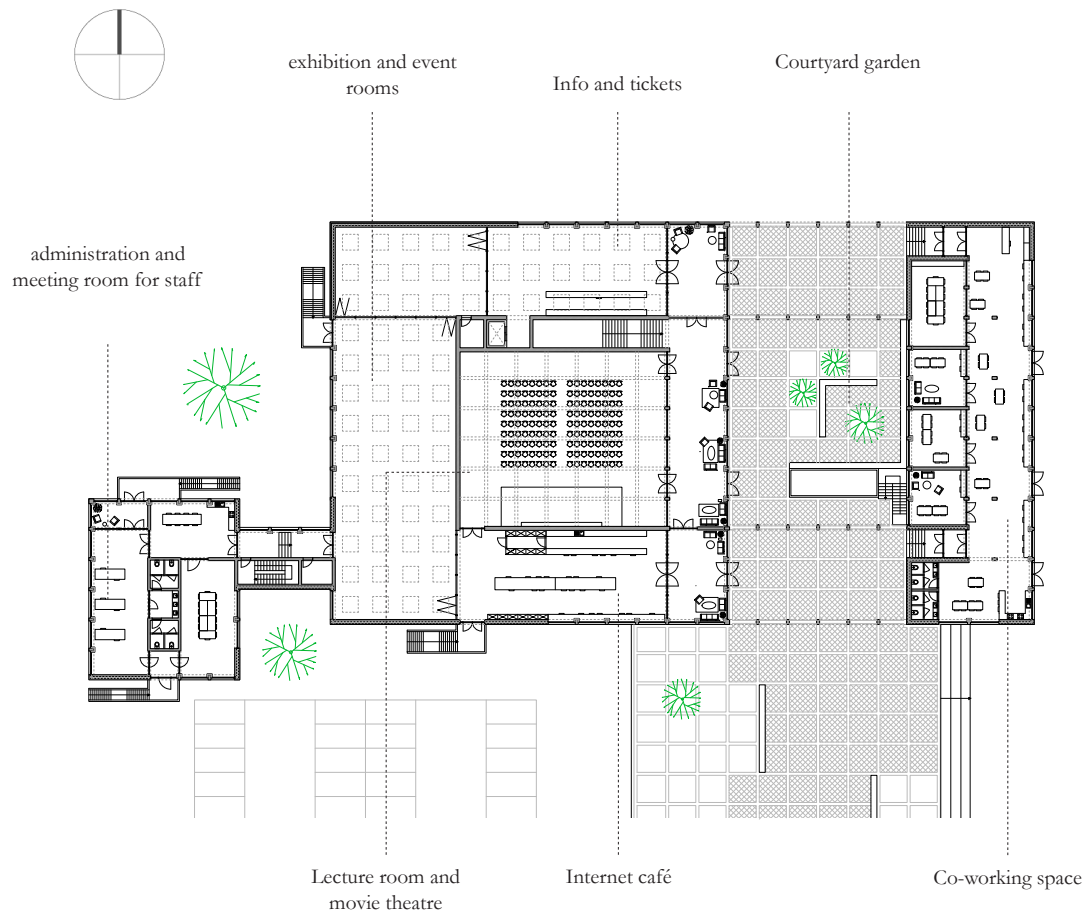 exhibition and event
rooms
Info and tickets
Courtyard garden
administration and
meeting room for staff
Lecture room and
movie theatre
Internet café
Co-working space